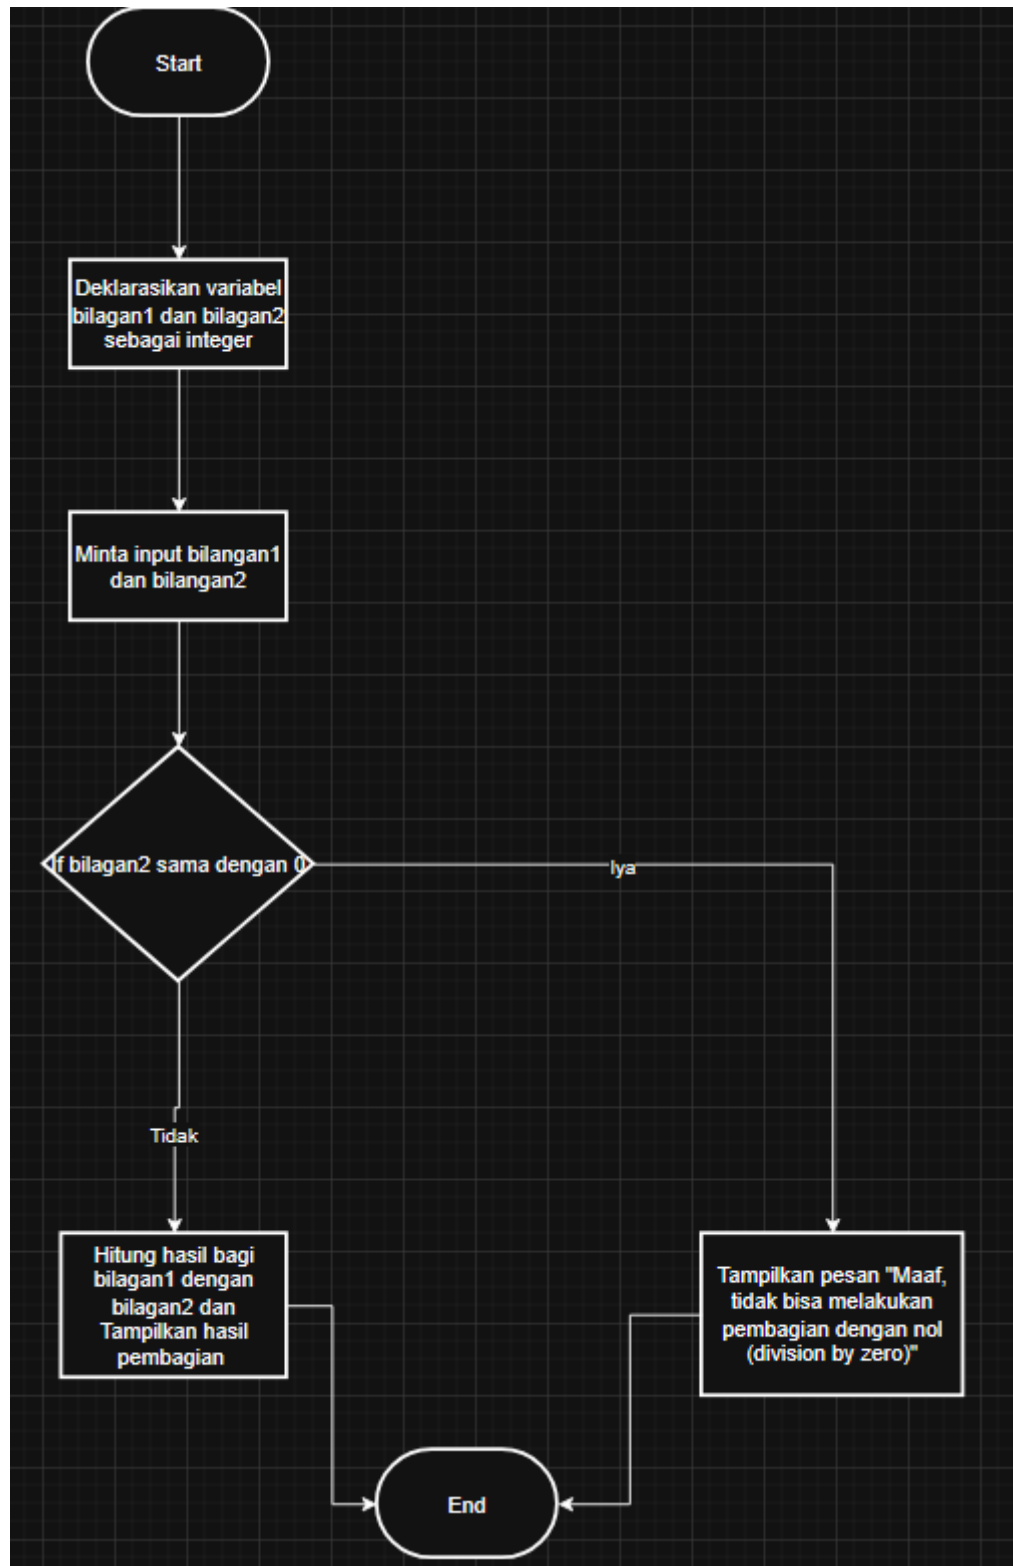 Start
Deklarasikan variabel
bilagan1 dan bilagan2
sebagai integer
Minta input bilangan1
dan bilangan2
If bilagan2 sama dengan 0
Iya
Tidak
Hitung hasil bagi
bilagan1 dengan
bilagan2 dan
Tampilkan hasil
pembagian
Tampilkan pesan "Maaf,
tidak bisa melakukan
pembagian dengan nol
(division by zero)"
End